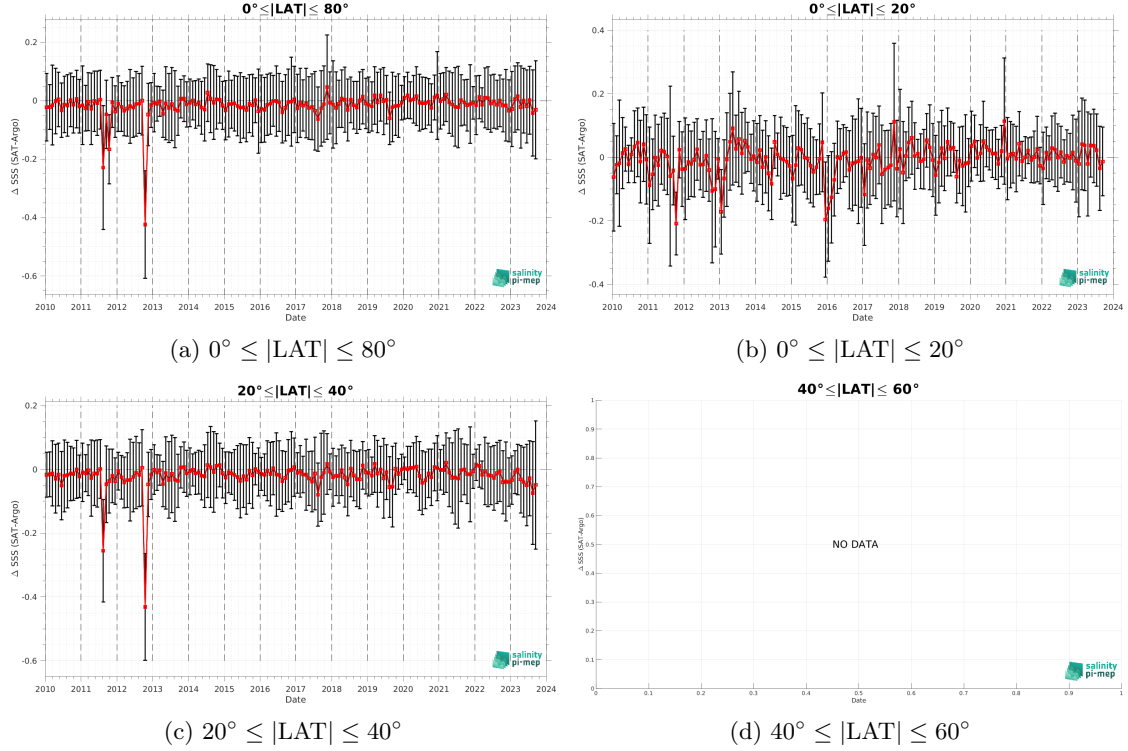 0°≤|LAT|≤ 80°
0.2
0
-0.2
-0.4
-0.6
Δ SSS (SAT-Argo)
2010 2011 2012 2013 2014 2015 2016 2017 2018 2019 2020 2021 2022 2023 2024
Date
salinity
pi-mep
(a) 0° ≤ |LAT| ≤ 80°
0°≤|LAT|≤ 20°
0.4
0.2
0
-0.2
-0.4
Δ SSS (SAT-Argo)
2010 2011 2012 2013 2014 2015 2016 2017 2018 2019 2020 2021 2022 2023 2024
Date
salinity
pi-mep
(b) 0° ≤ |LAT| ≤ 20°
20°≤|LAT|≤ 40°
0.2
0
-0.2
-0.4
-0.6
Δ SSS (SAT-Argo)
2010 2011 2012 2013 2014 2015 2016 2017 2018 2019 2020 2021 2022 2023 2024
Date
salinity
pi-mep
(c) 20° ≤ |LAT| ≤ 40°
40°≤|LAT|≤ 60°
1
0.9
0.8
0.7
0.6
0.5
0.4
0.3
0.2
0.1
0
Δ SSS (SAT-Argo)
NO DATA
0 0.1 0.2 0.3 0.4 0.5 0.6 0.7 0.8 0.9 1
Date
salinity
pi-mep
(d) 40° ≤ |LAT| ≤ 60°